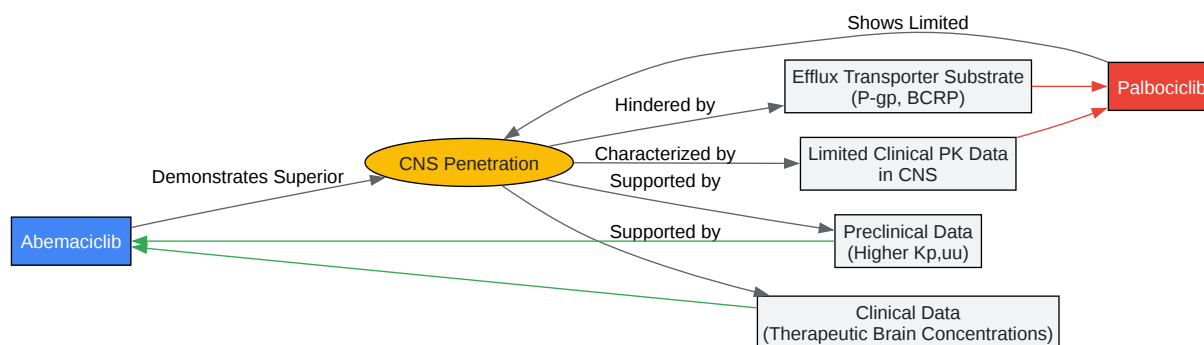 Shows Limited
Efflux Transporter Substrate
(P-gp, BCRP)
Palbociclib
Hindered by
CNS Penetration
Characterized by
Limited Clinical PK Data
in CNS
Demonstrates Superior
Supported by
Abemaciclib
Supported by
Preclinical Data
(Higher Kp,uu)
Clinical Data
(Therapeutic Brain Concentrations)